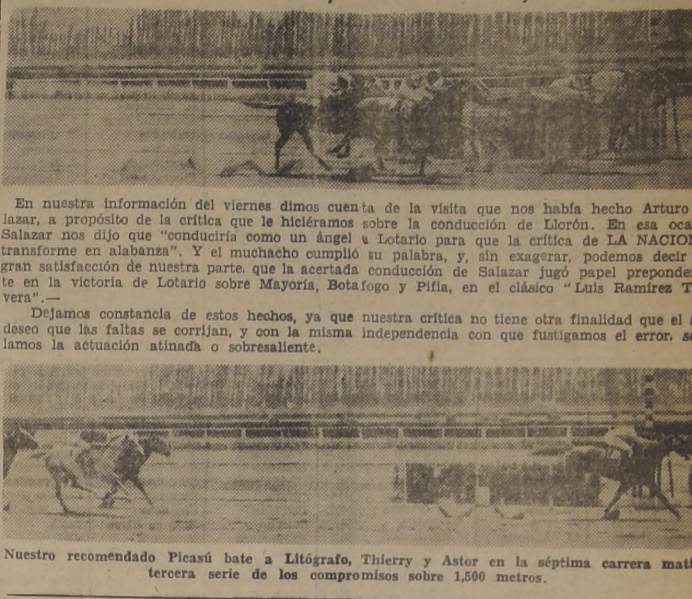 En nuestra información del viernes dimos cuenta de la visita que nos había hecho Arturo
lazar, a propósito de la crítica que le hiciéramos sobre la conducción de Llorón. En esa oca
Salazar nos dijo que "conduciría como un ángel a Lotario para que la crítica de LA NACION
transforme en alabanza". Y el muchacho cumplió su palabra, y, sin exagerar, podemos decir
gran satisfacción de nuestra parte, que la acertada conducción de Salazar jugó papel preponde
te en la victoria de Lotario sobre Mayoría, Botafogo y Pifia, en el clásico "Luis Ramírez T
vera".—
Dejamos constancia de estos hechos, ya que nuestra crítica no tiene otra finalidad que el
deseo que las faltas se corrijan, y con la misma independencia con que fustigamos el error, se
lamos la actuación atinada o sobresaliente.
Nuestro recomendado Picasú bate a Litógrafo, Thierry y Astor en la séptima carrera mat
tercera serie de los compromisos sobre 1,500 metros.